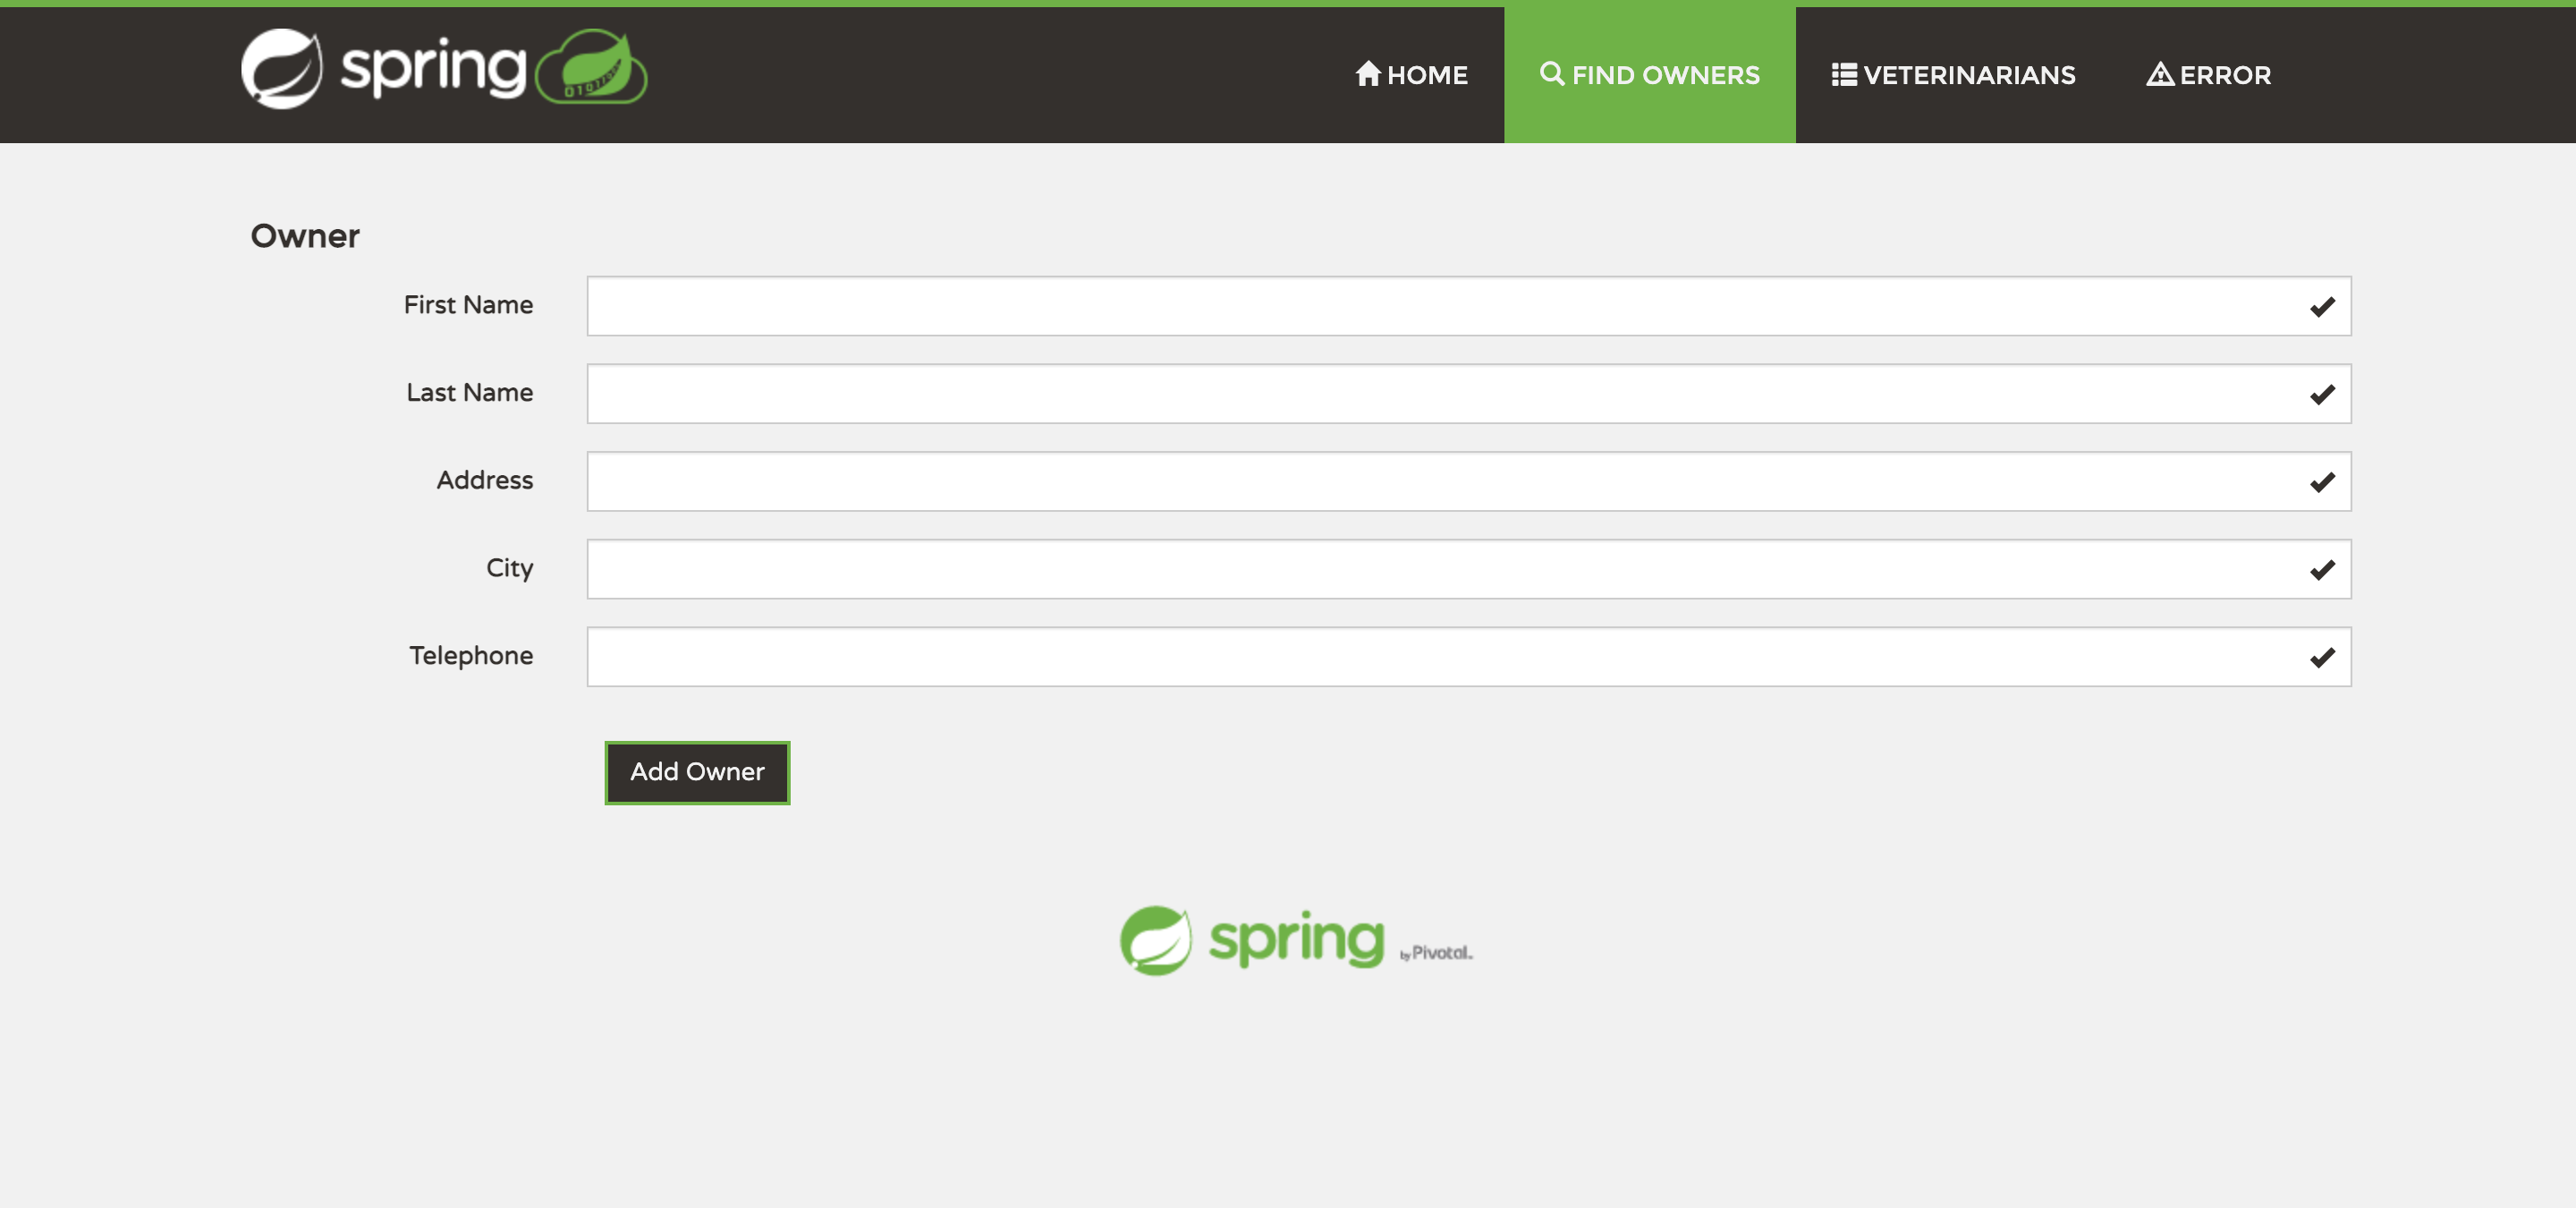 spring
HOME
FIND OWNERS
VETERINARIANS
ERROR
Owner
First Name
Last Name
Address
City
Telephone
Add Owner
spring by Pivotal